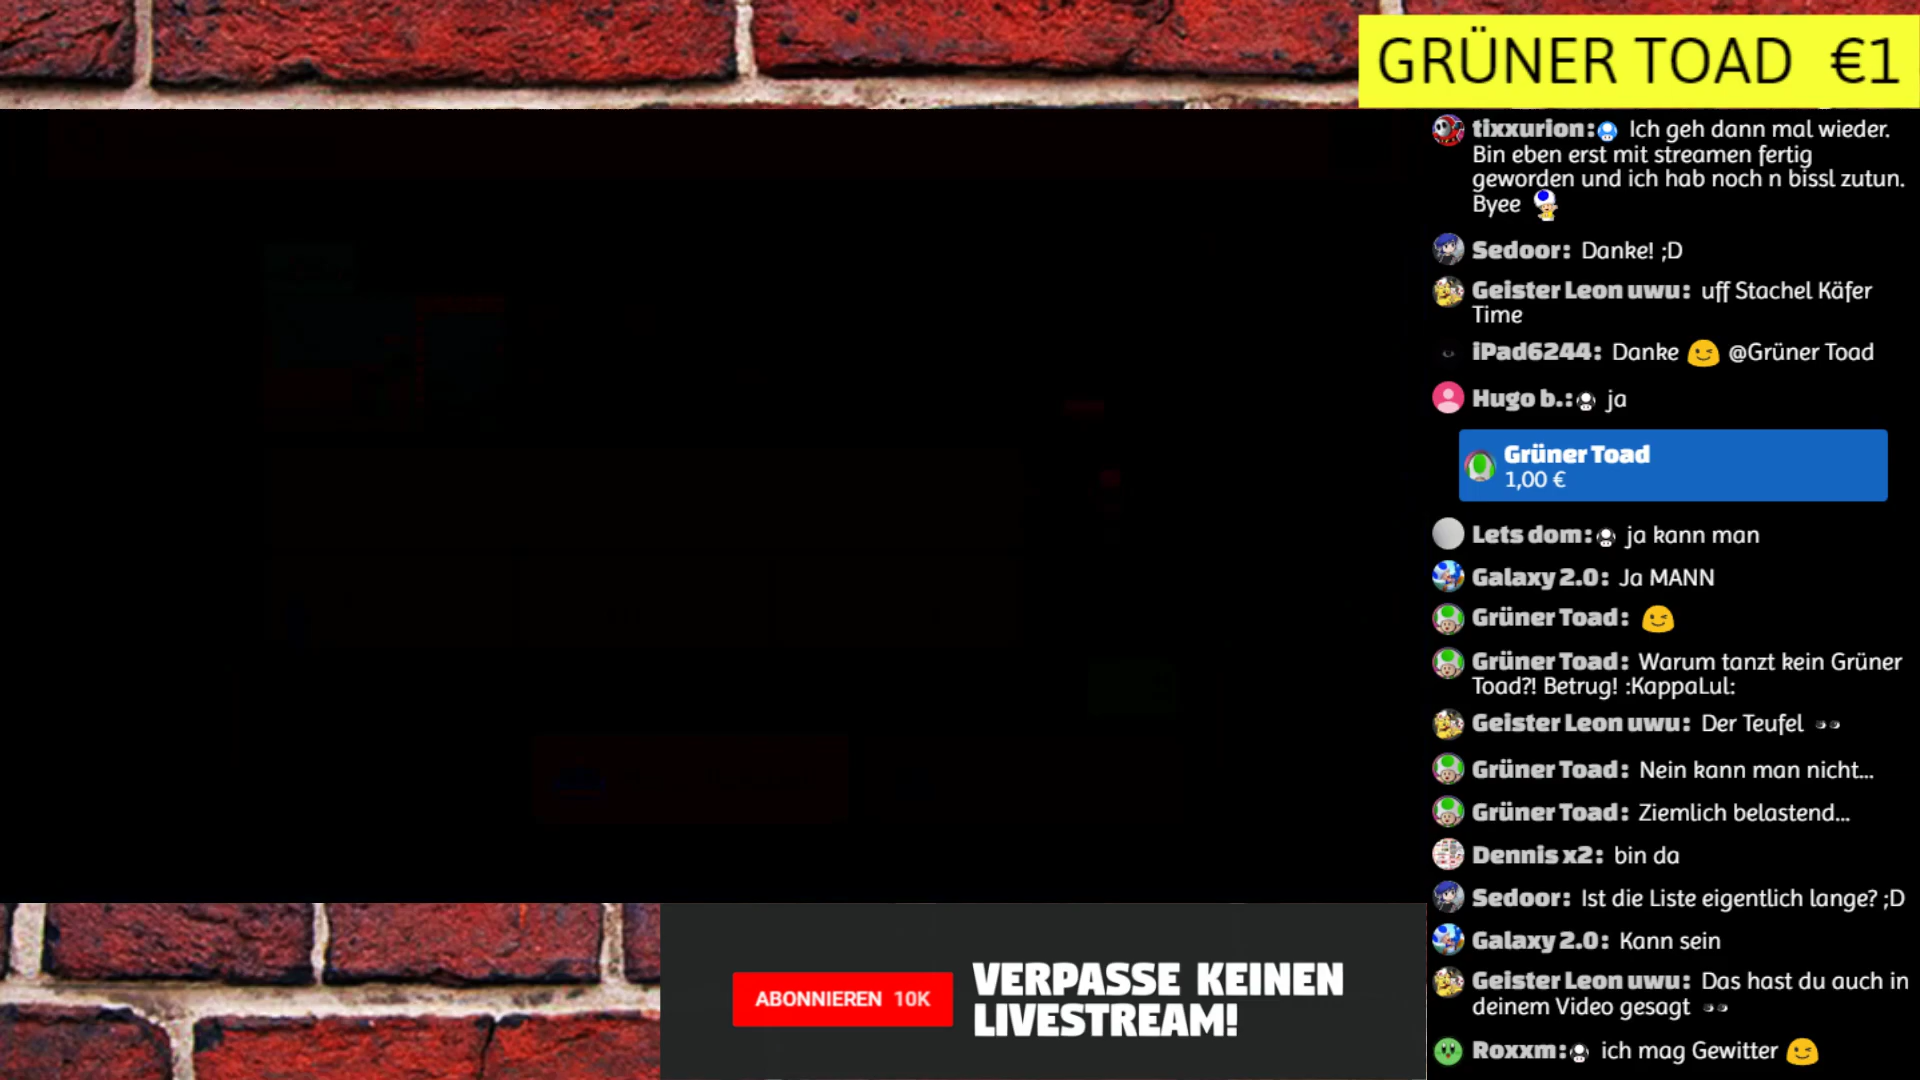 GRÜNER TOAD €1
tixxurion: Ich geh dann mal wieder.
Bin eben erst mit streamen fertig
geworden und ich hab noch n bissl zutun.
Byee
Sedoor: Danke! ;D
Geister Leon uwu: uff Stachel Käfer
Time
iPad6244: Danke 😉 @Grüner Toad
Hugo b.: ja
Grüner Toad
1,00 €
Lets dom: ja kann man
Galaxy 2.0: Ja MANN
Grüner Toad: 😉
Grüner Toad: Warum tanzt kein Grüner
Toad?! Betrug! :KappaLul:
Geister Leon uwu: Der Teufel 👀
Grüner Toad: Nein kann man nicht...
Grüner Toad: Ziemlich belastend...
Dennis x2: bin da
Sedoor: Ist die Liste eigentlich lange? ;D
Galaxy 2.0: Kann sein
Geister Leon uwu: Das hast du auch in
deinem Video gesagt 👀
Roxxm: ich mag Gewitter 😉
ABONNIEREN 10K
VERPASSE KEINEN
LIVESTREAM!